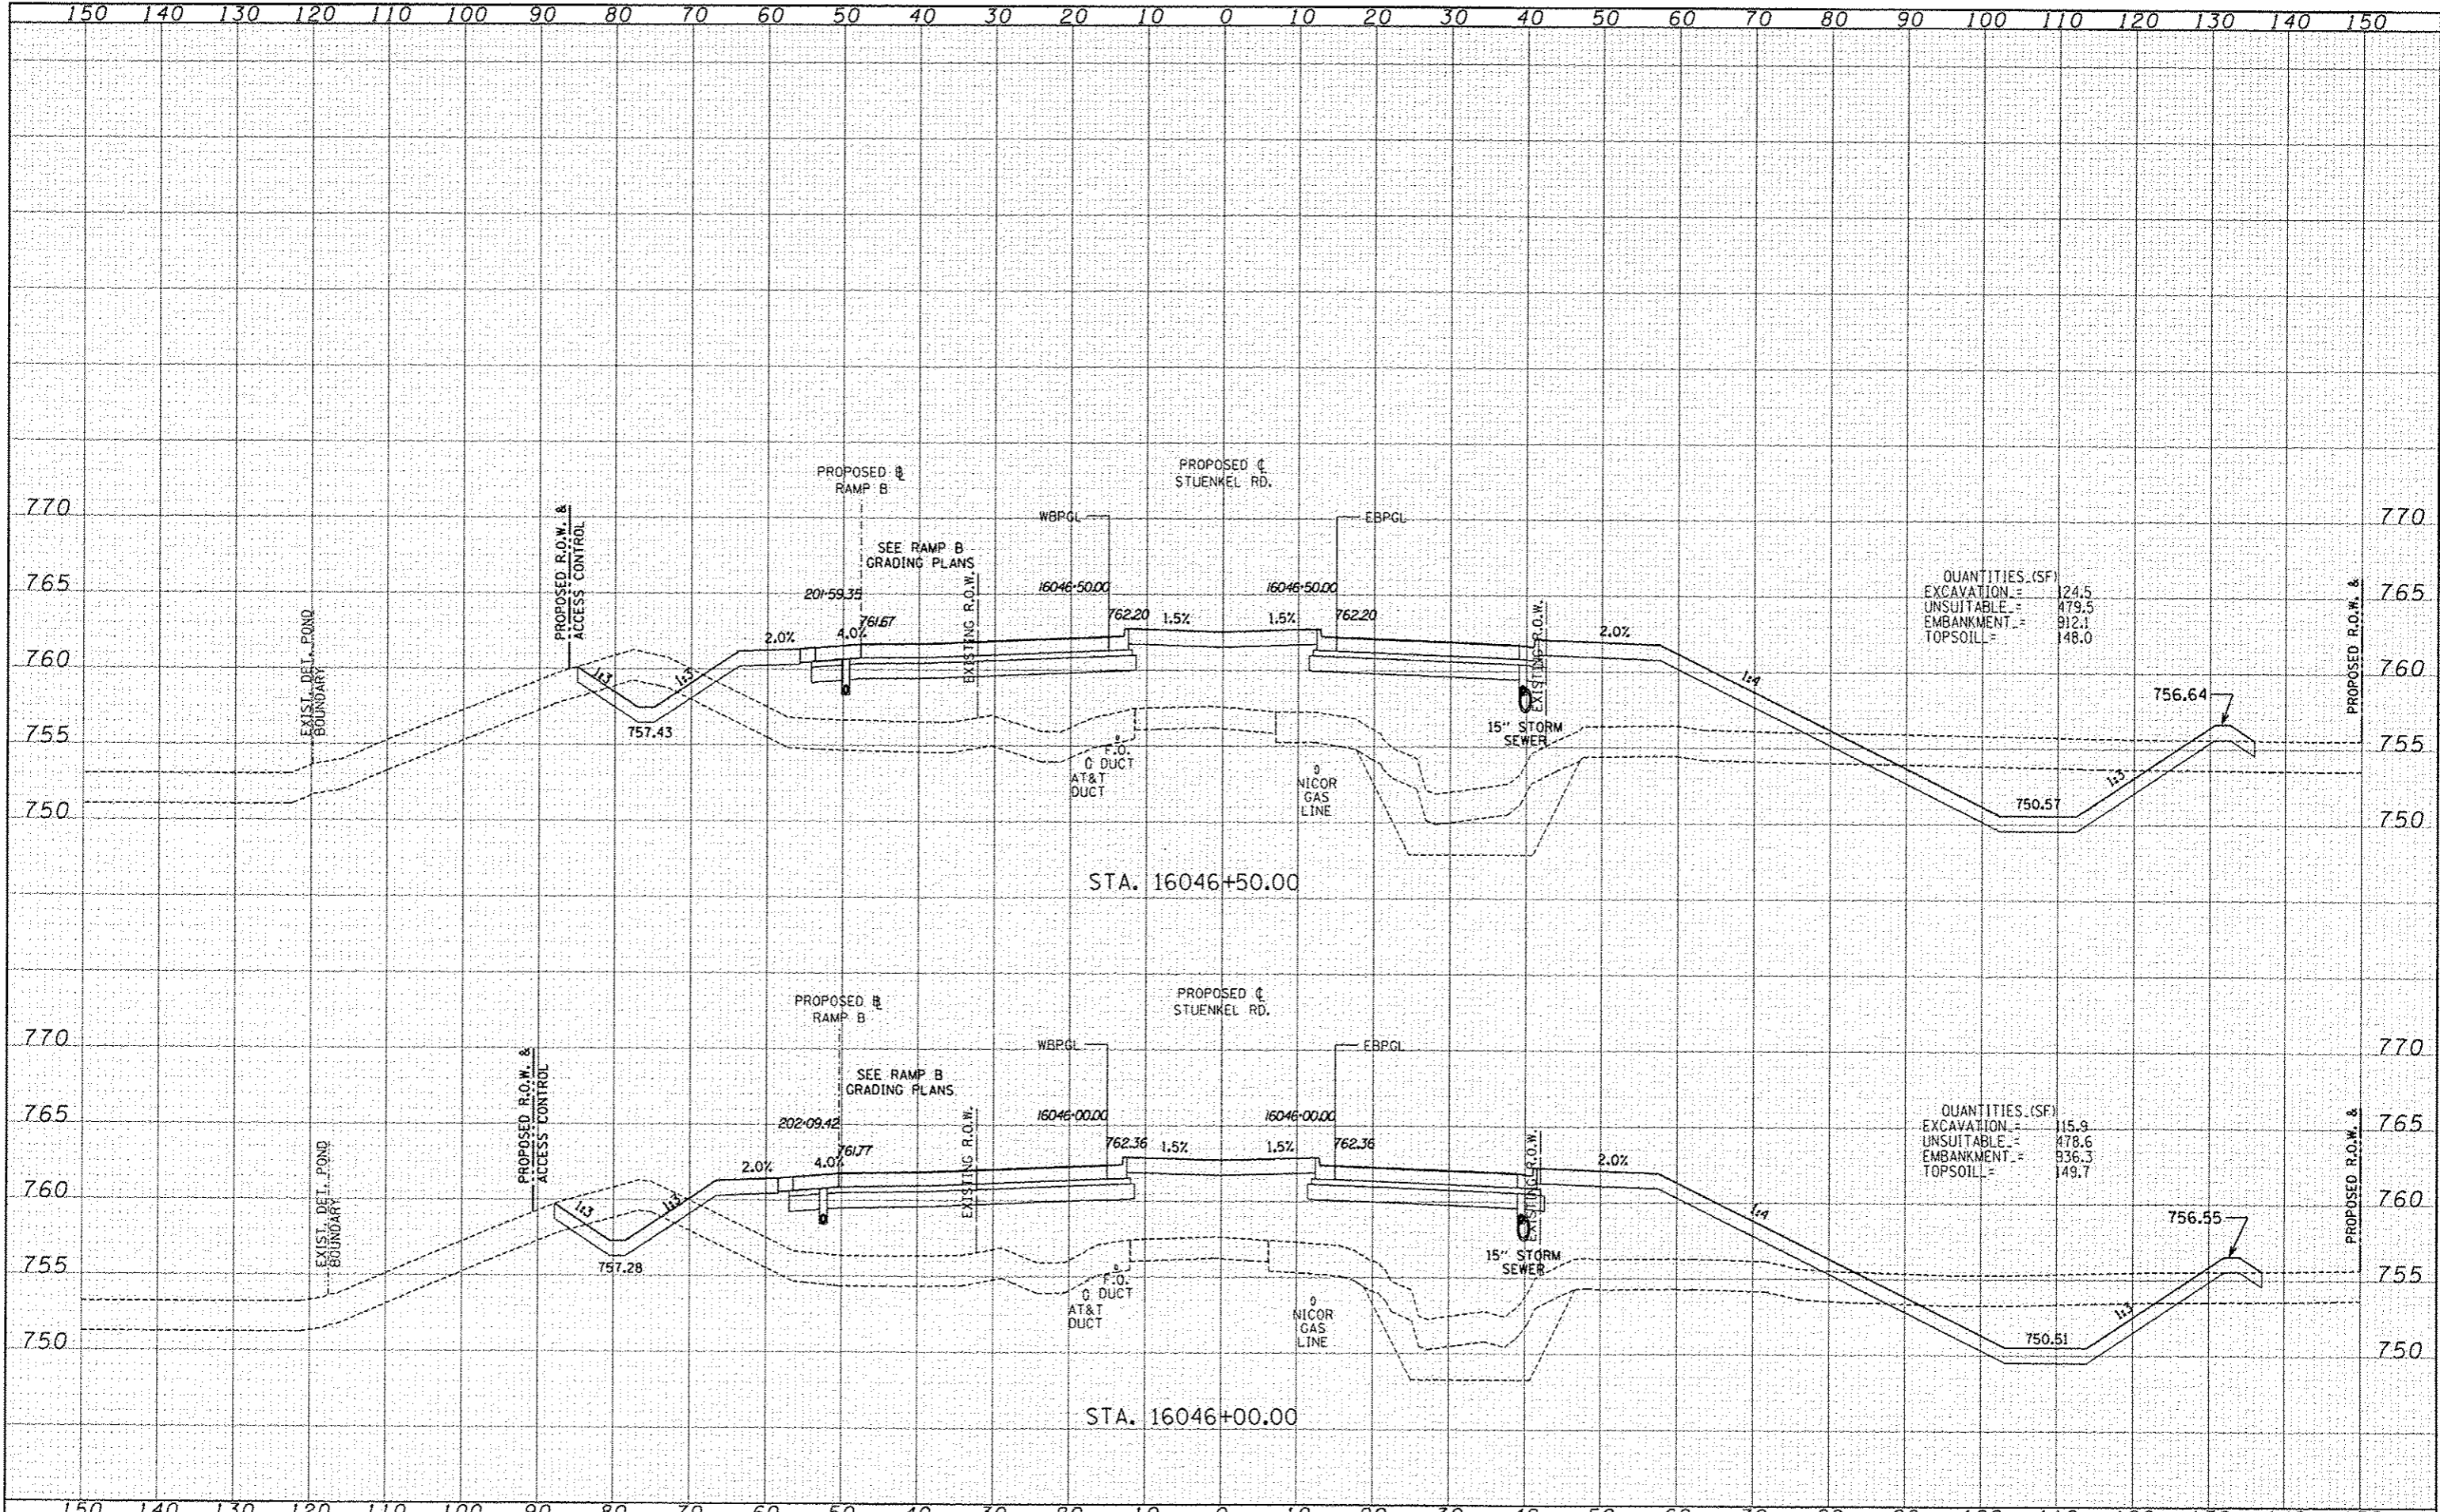 150 140 130 120 110 100 90 80 70 60 50 40 30 20 10 0 10 20 30 40 50 60 70 80 90 100 110 120 130 140 150
PROPOSED ℄
STUENKEL RD.
PROPOSED ⅊
RAMP B
770
770
PROPOSED R.O.W. &
ACCESS CONTROL
WBPGL
EBPGL
SEE RAMP B
GRADING PLANS
EXISTING R.O.W.
765
765
201+59.35
16046+50.00
16046+50.00
QUANTITIES (SF)
EXCAVATION = 124.5
UNSUITABLE = 479.5
EMBANKMENT = 912.1
TOPSOIL = 148.0
PROPOSED R.O.W. &
EXIST. DET. POND
BOUNDARY
2.0%
4.0%
761.67
762.20
1.5%
1.5%
762.20
EXISTING R.O.W.
2.0%
760
760
1:3
1:3
1:4
756.64
757.43
15" STORM
SEWER
755
755
F.O.
DUCT
AT&T
DUCT
NICOR
GAS
LINE
1:3
750.57
750
750
STA. 16046+50.00
PROPOSED ℄
STUENKEL RD.
PROPOSED ⅊
RAMP B
770
770
PROPOSED R.O.W. &
ACCESS CONTROL
WBPGL
EBPGL
SEE RAMP B
GRADING PLANS
EXISTING R.O.W.
765
765
202+09.42
16046+00.00
16046+00.00
QUANTITIES (SF)
EXCAVATION = 115.9
UNSUITABLE = 478.6
EMBANKMENT = 936.3
TOPSOIL = 149.7
PROPOSED R.O.W. &
EXIST. DET. POND
BOUNDARY
2.0%
4.0%
761.77
762.36
1.5%
1.5%
762.36
EXISTING R.O.W.
2.0%
760
760
1:3
1:3
1:4
756.55
757.28
15" STORM
SEWER
755
755
F.O.
DUCT
AT&T
DUCT
NICOR
GAS
LINE
1:3
750.51
750
750
STA. 16046+00.00
150 140 130 120 110 100 90 80 70 60 50 40 30 20 10 0 10 20 30 40 50 60 70 80 90 100 110 120 130 140 150